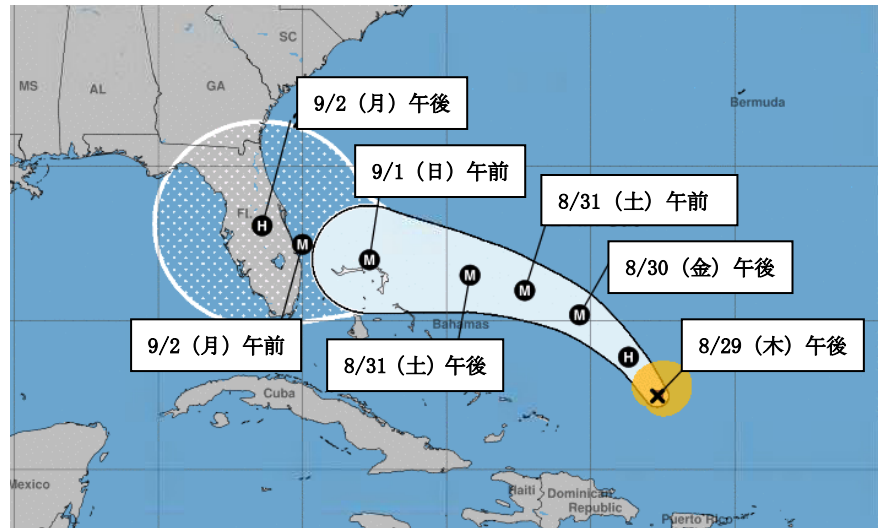 SC
MS
AL
GA
9/2（月）午後
Bermuda
9/1（日）午前
8/31（土）午前
FL
H
M
M
M
M
M
8/30（金）午後
9/2（月）午前
Bahamas
8/31（土）午後
8/29（木）午後
H
Cuba
Mexico
Haiti
Dominican
Republic
Puerto Rico